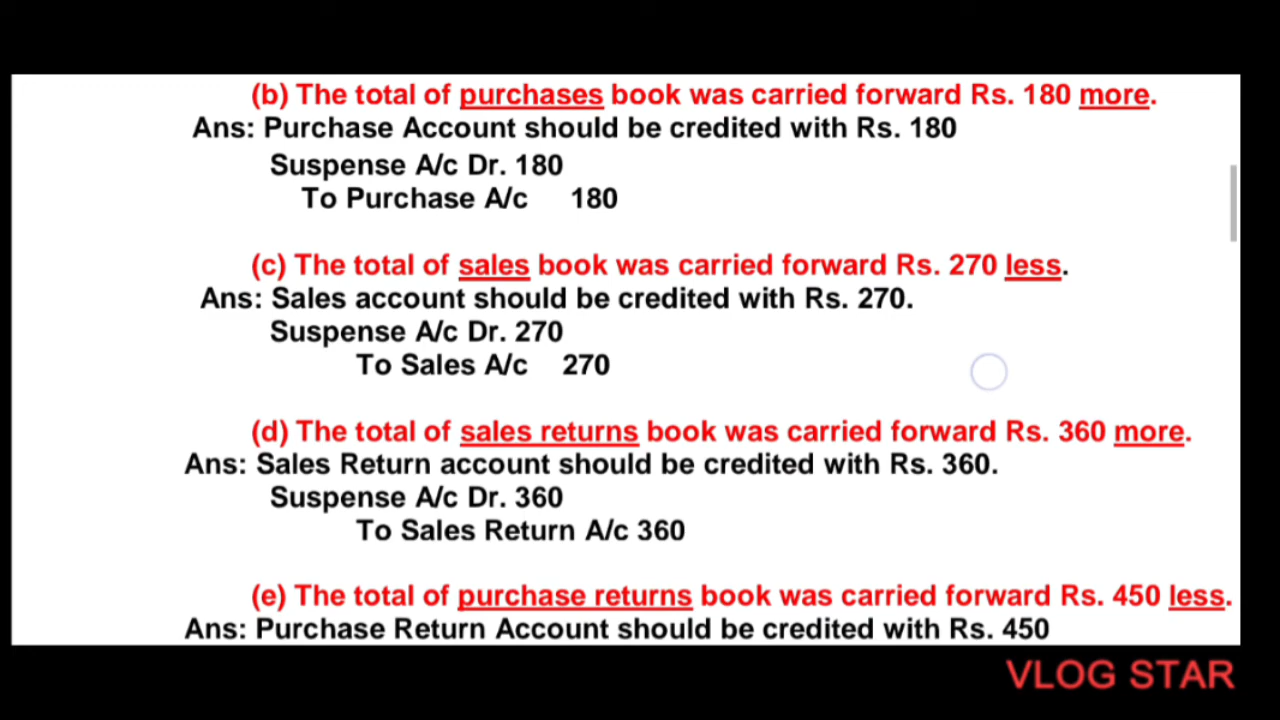 (b) The total of purchases book was carried forward Rs. 180 more.
Ans: Purchase Account should be credited with Rs. 180
Suspense A/c Dr. 180
To Purchase A/c 180
(c) The total of sales book was carried forward Rs. 270 less.
Ans: Sales account should be credited with Rs. 270.
Suspense A/c Dr. 270
To Sales A/c 270
(d) The total of sales returns book was carried forward Rs. 360 more.
Ans: Sales Return account should be credited with Rs. 360.
Suspense A/c Dr. 360
To Sales Return A/c 360
(e) The total of purchase returns book was carried forward Rs. 450 less.
Ans: Purchase Return Account should be credited with Rs. 450
VLOG STAR